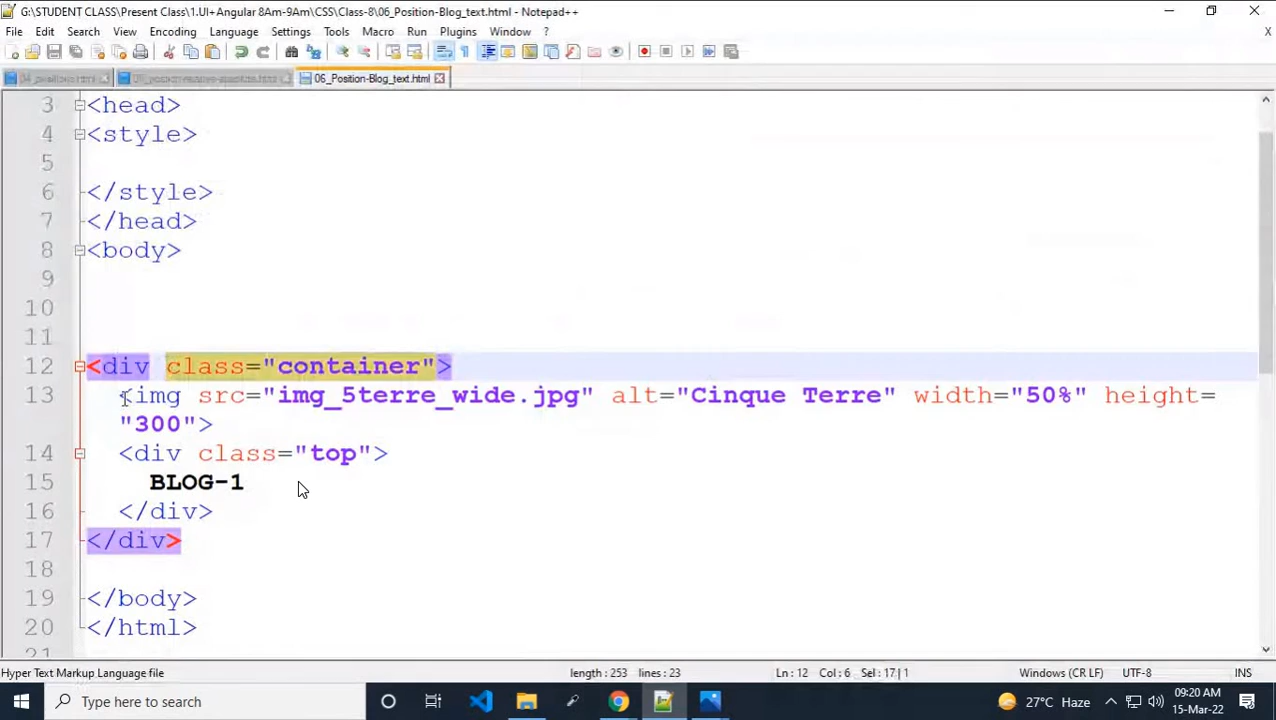 G:\STUDENT CLASS\Present Class\1.UI+Angular 8Am-9Am\CSS\Class-8\06_Position-Blog_text.html - Notepad++
File Edit Search View Encoding Language Settings Tools Macro Run Plugins Window ? X
06_Position-Blog_text.html
3 <head>
4 <style>
5
6 </style>
7 </head>
8 <body>
9
10
11
12 <div class="container">
13 <img src="img_5terre_wide.jpg" alt="Cinque Terre" width="50%" height=
"300">
14 <div class="top">
15 BLOG-1
16 </div>
17 </div>
18
19 </body>
20 </html>
21
Hyper Text Markup Language file length : 253 lines : 23 Ln : 12 Col : 6 Sel : 17 | 1 Windows (CR LF) UTF-8 INS
Type here to search 27°C Haze 09:20 AM
15-Mar-22